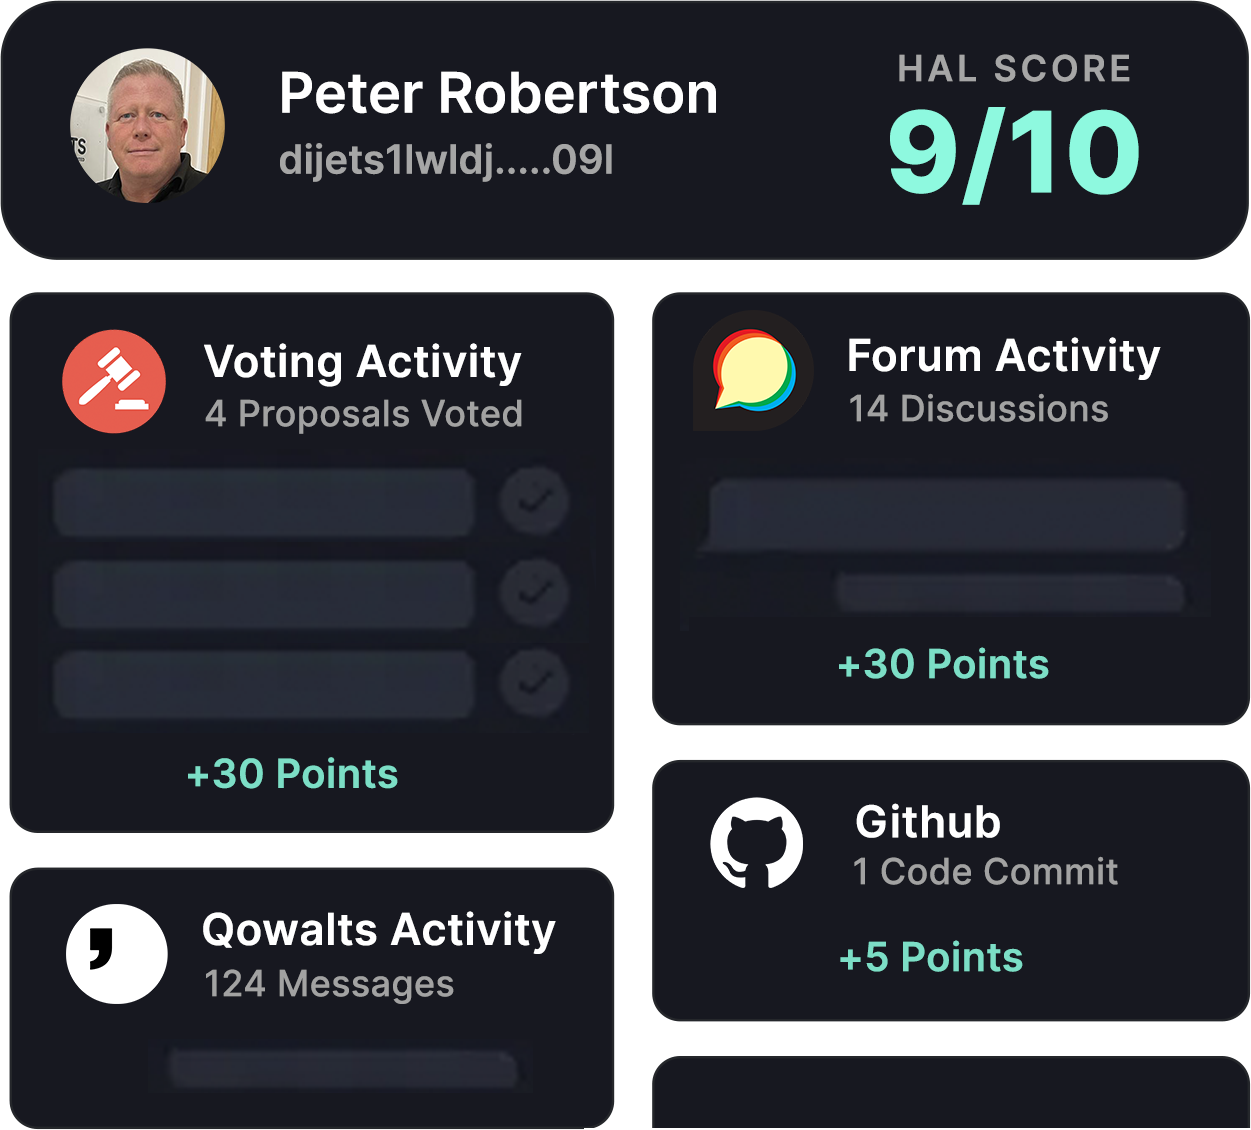 Peter Robertson
dijets1lwldj.....09l
HAL SCORE
9/10
Voting Activity
4 Proposals Voted
+30 Points
Forum Activity
14 Discussions
+30 Points
Qowalts Activity
124 Messages
Github
1 Code Commit
+5 Points